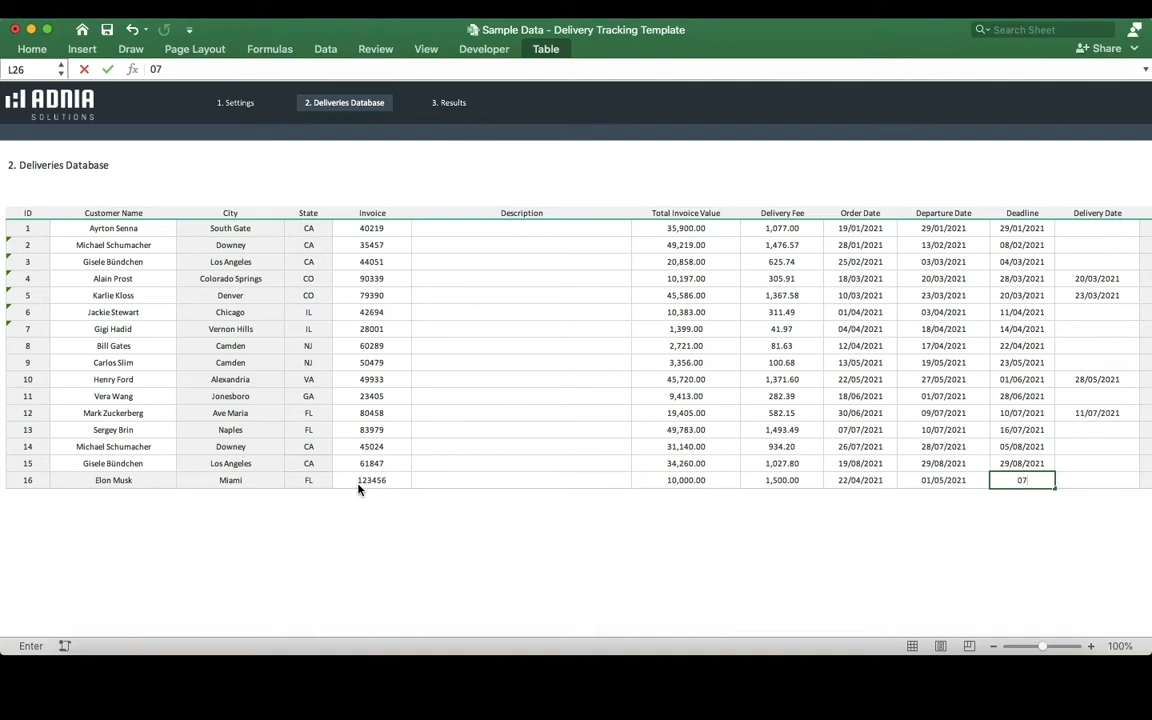 Sample Data - Delivery Tracking Template
Search Sheet
Home Insert Draw Page Layout Formulas Data Review View Developer Table Share
L26 fx 07
ADNIA
SOLUTIONS
1. Settings 2. Deliveries Database 3. Results
2. Deliveries Database
ID Customer Name City State Invoice Description Total Invoice Value Delivery Fee Order Date Departure Date Deadline Delivery Date
1 Ayrton Senna South Gate CA 40219 35,900.00 1,077.00 19/01/2021 29/01/2021 29/01/2021
2 Michael Schumacher Downey CA 35457 49,219.00 1,476.57 28/01/2021 13/02/2021 08/02/2021
3 Gisele Bündchen Los Angeles CA 44051 20,858.00 625.74 25/02/2021 03/03/2021 04/03/2021
4 Alain Prost Colorado Springs CO 90339 10,197.00 305.91 18/03/2021 20/03/2021 28/03/2021 20/03/2021
5 Karlie Kloss Denver CO 79390 45,586.00 1,367.58 10/03/2021 23/03/2021 20/03/2021 23/03/2021
6 Jackie Stewart Chicago IL 42694 10,383.00 311.49 01/04/2021 03/04/2021 11/04/2021
7 Gigi Hadid Vernon Hills IL 28001 1,399.00 41.97 04/04/2021 18/04/2021 14/04/2021
8 Bill Gates Camden NJ 60289 2,721.00 81.63 12/04/2021 17/04/2021 22/04/2021
9 Carlos Slim Camden NJ 50479 3,356.00 100.68 13/05/2021 19/05/2021 23/05/2021
10 Henry Ford Alexandria VA 49933 45,720.00 1,371.60 22/05/2021 27/05/2021 01/06/2021 28/05/2021
11 Vera Wang Jonesboro GA 23405 9,413.00 282.39 18/06/2021 01/07/2021 28/06/2021
12 Mark Zuckerberg Ave Maria FL 80458 19,405.00 582.15 30/06/2021 09/07/2021 10/07/2021 11/07/2021
13 Sergey Brin Naples FL 83979 49,783.00 1,493.49 07/07/2021 10/07/2021 16/07/2021
14 Michael Schumacher Downey CA 45024 31,140.00 934.20 26/07/2021 28/07/2021 05/08/2021
15 Gisele Bündchen Los Angeles CA 61847 34,260.00 1,027.80 19/08/2021 29/08/2021 29/08/2021
16 Elon Musk Miami FL 123456 10,000.00 1,500.00 22/04/2021 01/05/2021 07
Enter 100%